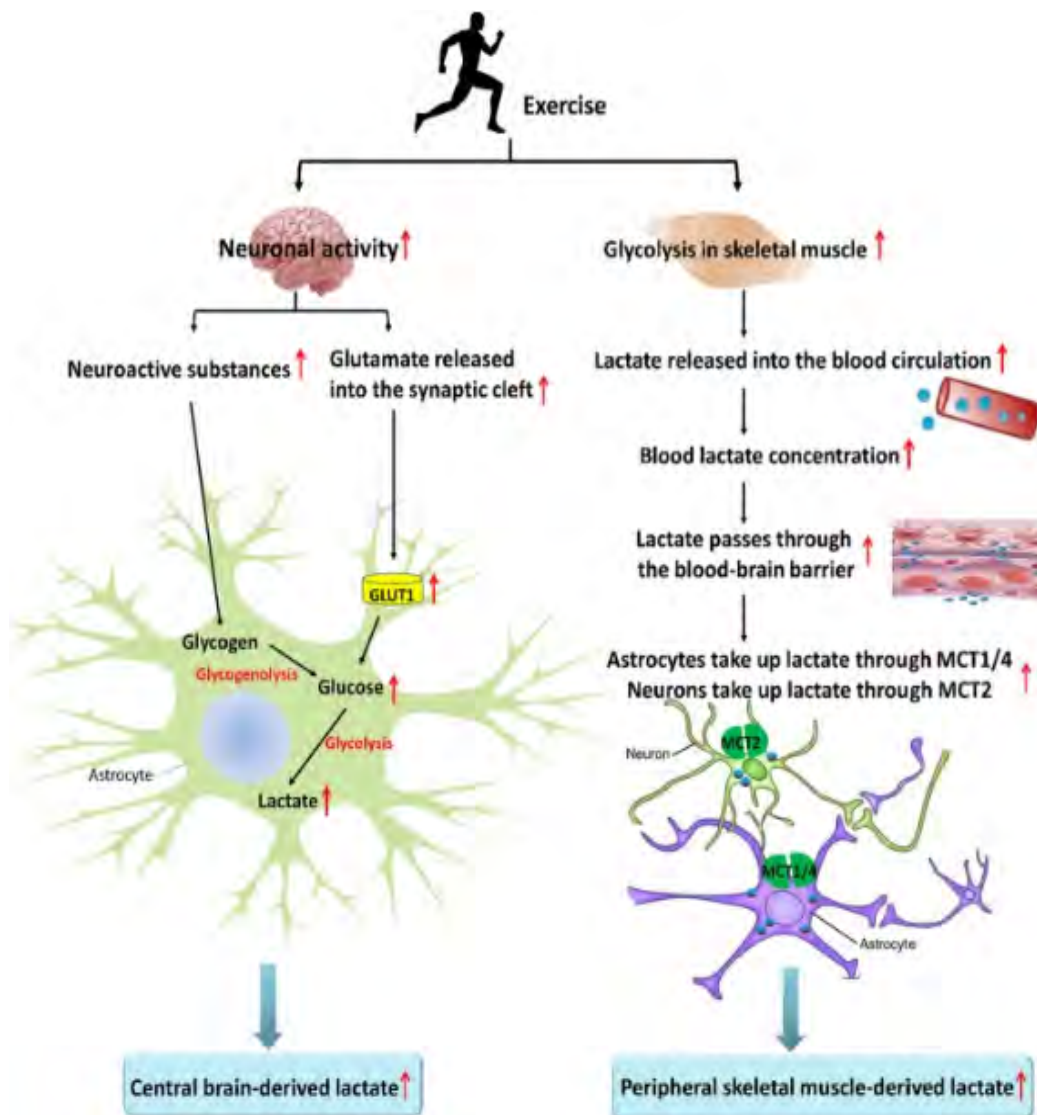 Exercise
Neuronal activity↑
Glycolysis in skeletal muscle ↑
Neuroactive substances ↑
Glutamate released
into the synaptic cleft ↑
Lactate released into the blood circulation ↑
Blood lactate concentration ↑
Lactate passes through
the blood-brain barrier ↑
GLUT1 ↑
Glycogen
Glycogenolysis
Glucose ↑
Glycolysis
Astrocyte
Lactate ↑
Astrocytes take up lactate through MCT1/4
Neurons take up lactate through MCT2 ↑
Neuron
MCT2
MCT1/4
Astrocyte
Central brain-derived lactate↑
Peripheral skeletal muscle-derived lactate↑